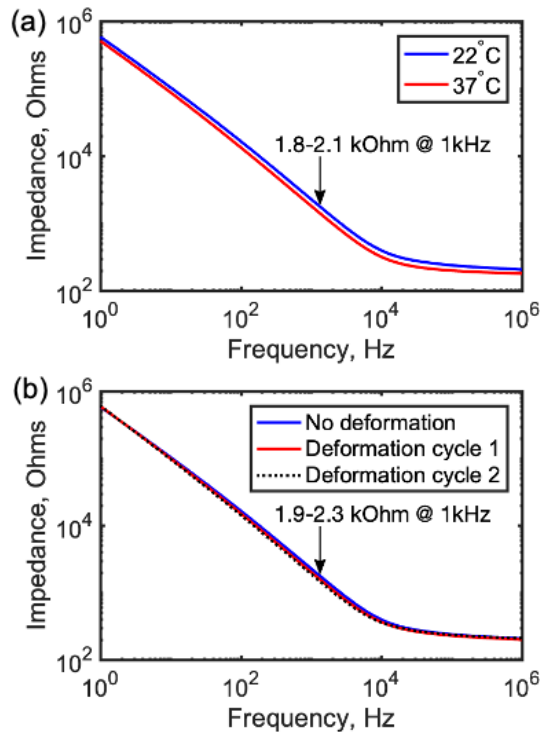 (a)
10^6
22°C
37°C
1.8-2.1 kOhm @ 1kHz
10^4
Impedance, Ohms
10^2
10^0 10^2 10^4 10^6
Frequency, Hz
(b)
10^6
No deformation
Deformation cycle 1
Deformation cycle 2
1.9-2.3 kOhm @ 1kHz
10^4
Impedance, Ohms
10^2
10^0 10^2 10^4 10^6
Frequency, Hz